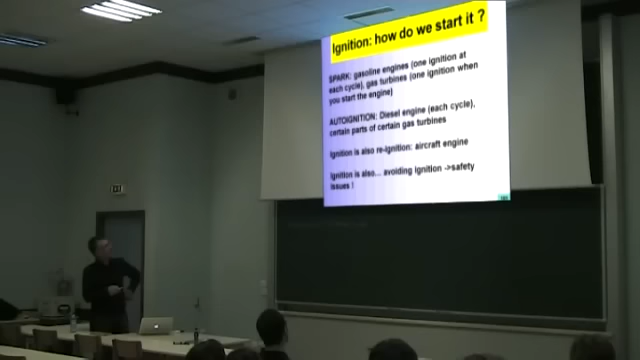 Ignition: how do we start it ?
SPARK: gasoline engines (one ignition at
each cycle), gas turbines (one ignition when
you start the engine)
AUTOIGNITION: Diesel engine (each cycle),
certain parts of certain gas turbines
Ignition is also re-ignition: aircraft engine
Ignition is also... avoiding ignition ->safety
issues !